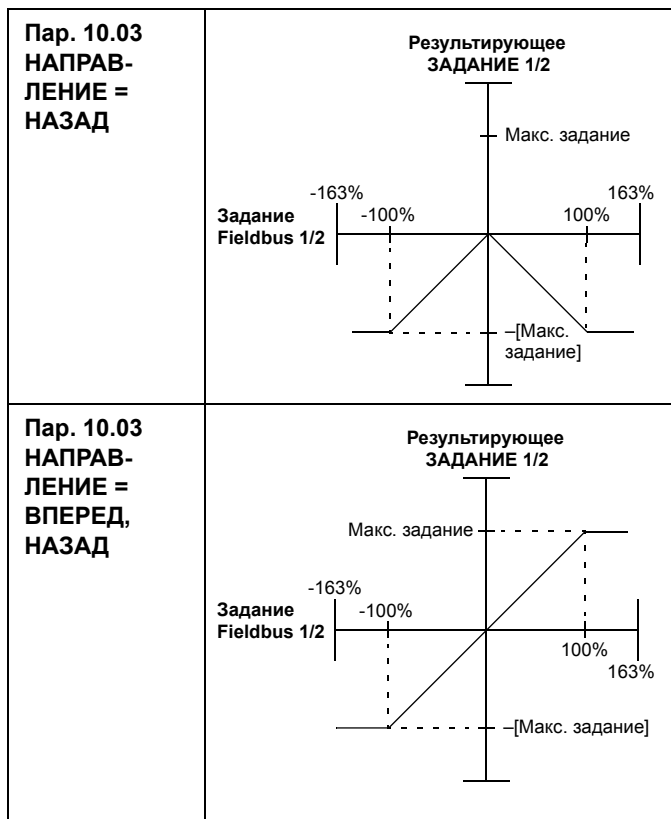 Пар. 10.03
НАПРАВ-
ЛЕНИЕ =
НАЗАД
Результирующее
ЗАДАНИЕ 1/2
Макс. задание
-163%
163%
Задание
Fieldbus 1/2
-100%
100%
–[Макс.
задание]
Пар. 10.03
НАПРАВ-
ЛЕНИЕ =
ВПЕРЕД,
НАЗАД
Результирующее
ЗАДАНИЕ 1/2
Макс. задание
-163%
Задание
Fieldbus 1/2
-100%
100%
163%
–[Макс. задание]